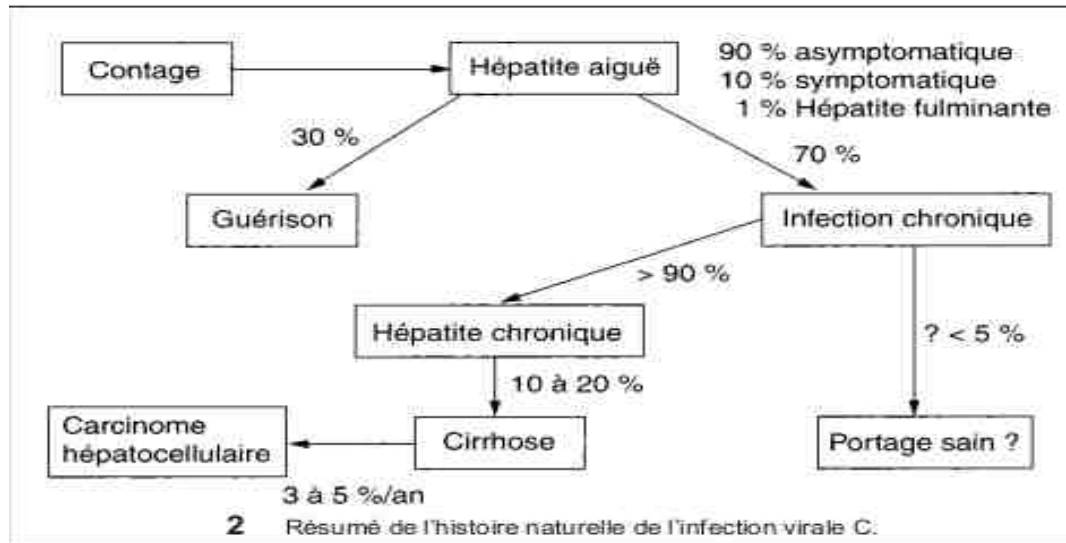 Contage
Hépatite aiguë
90 % asymptomatique
10 % symptomatique
1 % Hépatite fulminante
30 %
70 %
Guérison
Infection chronique
> 90 %
? < 5 %
Hépatite chronique
10 à 20 %
Carcinome
hépatocellulaire
Cirrhose
Portage sain ?
3 à 5 %/an
2 Résumé de l'histoire naturelle de l'infection virale C.